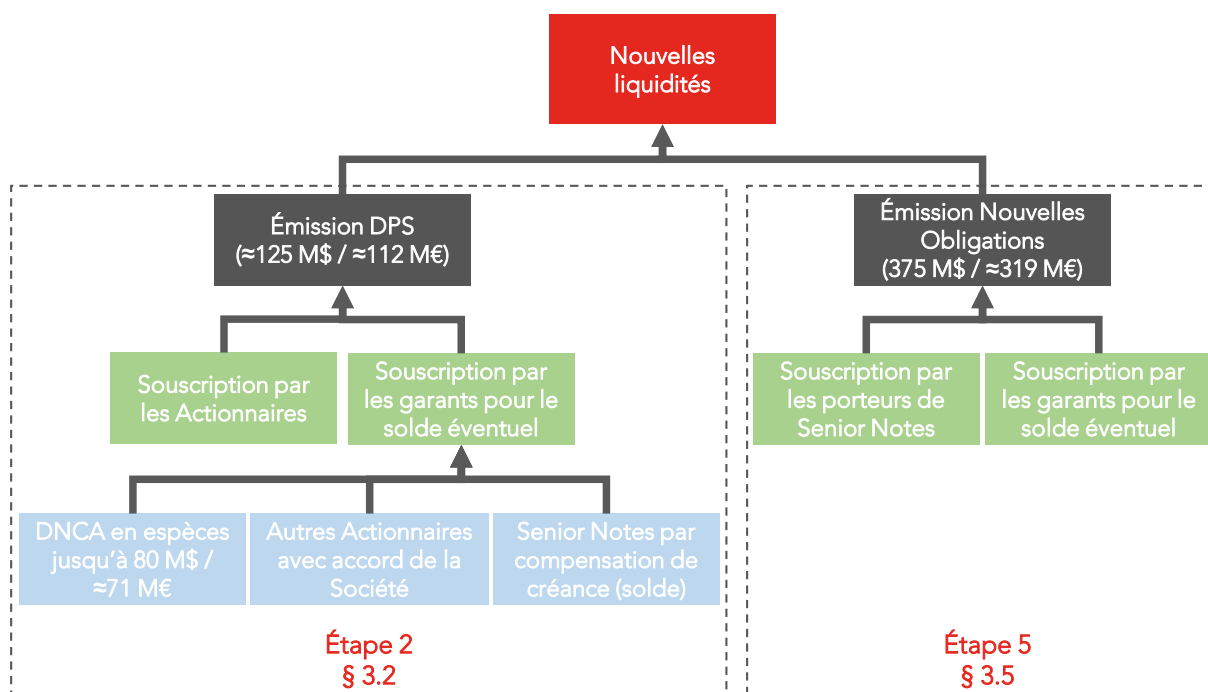 Nouvelles
liquidités
Émission DPS
(≈125 M$ / ≈112 M€)
Émission Nouvelles
Obligations
(375 M$ / ≈319 M€)
Souscription par
les Actionnaires
Souscription par
les garants pour le
solde éventuel
Souscription par
les porteurs de
Senior Notes
Souscription par
les garants pour le
solde éventuel
DNCA en espèces
jusqu’à 80 M$ /
≈71 M€
Autres Actionnaires
avec accord de la
Société
Senior Notes par
compensation de
créance (solde)
Étape 2
§ 3.2
Étape 5
§ 3.5